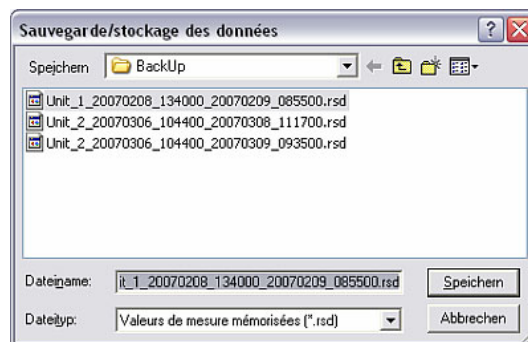 Sauvegarde/stockage des données
Speichern BackUp
Unit_1_20070208_134000_20070209_085500.rsd
Unit_2_20070306_104400_20070308_111700.rsd
Unit_2_20070306_104400_20070309_093500.rsd
Dateiname: it_1_20070208_134000_20070209_085500.rsd Speichern
Dateityp: Valeurs de mesure mémorisées (*.rsd) Abbrechen